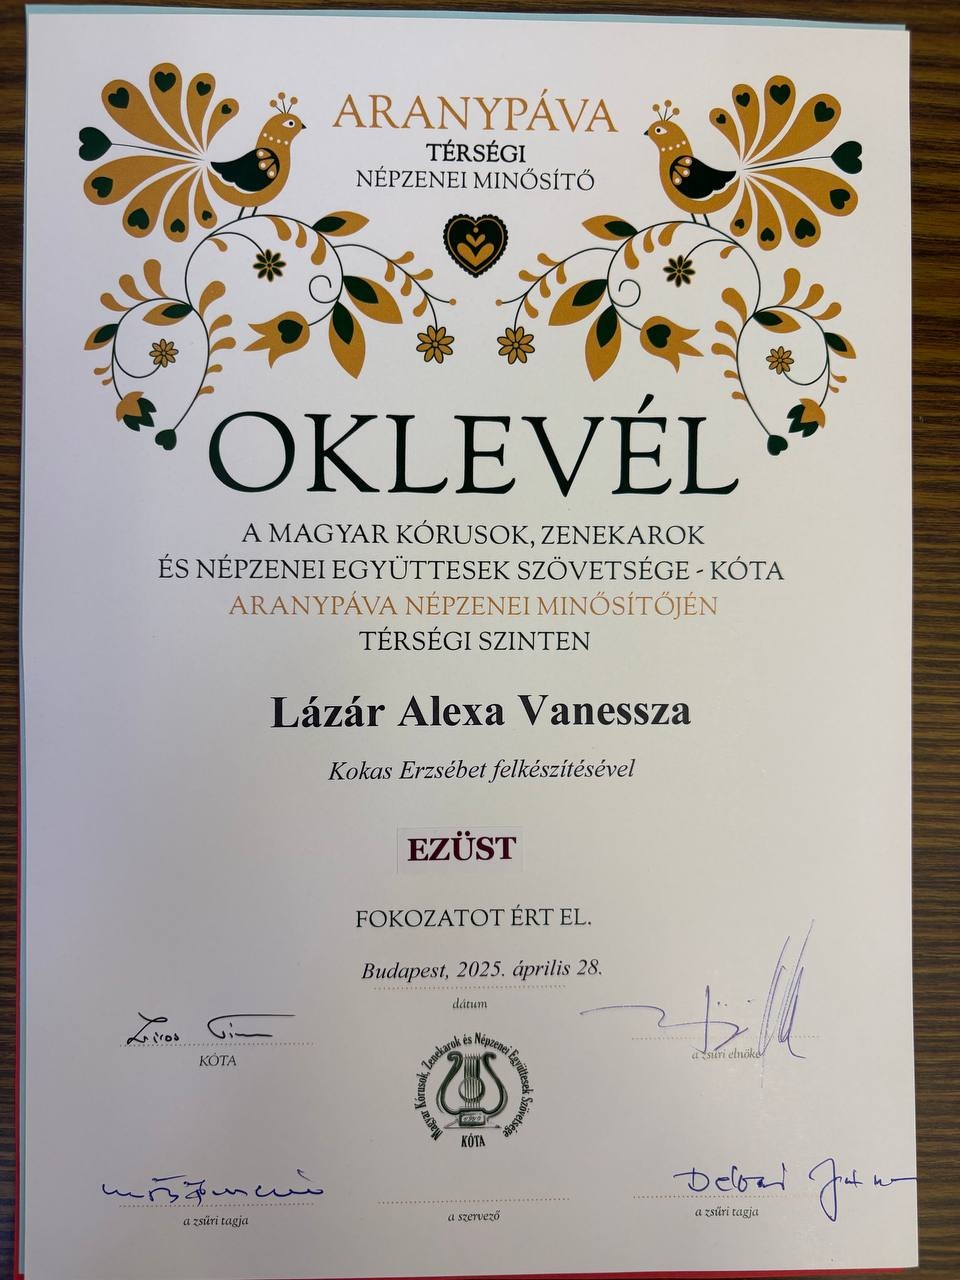 ARANYPÁVA
TÉRSÉGI
NÉPZENEI MINŐSÍTŐ
OKLEVÉL
A MAGYAR KÓRUSOK, ZENEKAROK
ÉS NÉPZENEI EGYÜTTESEK SZÖVETSÉGE - KÓTA
ARANYPÁVA NÉPZENEI MINŐSÍTŐJÉN
TÉRSÉGI SZINTEN
Lázár Alexa Vanessza
Kokas Erzsébet felkészítésével
EZÜST
FOKOZATOT ÉRT EL.
Budapest, 2025. április 28.
dátum
KÓTA
a zsűri elnöke
Magyar Kórusok, Zenekarok és Népzenei Együttesek Szövetsége
KÓTA
a zsűri tagja
a szervező
a zsűri tagja